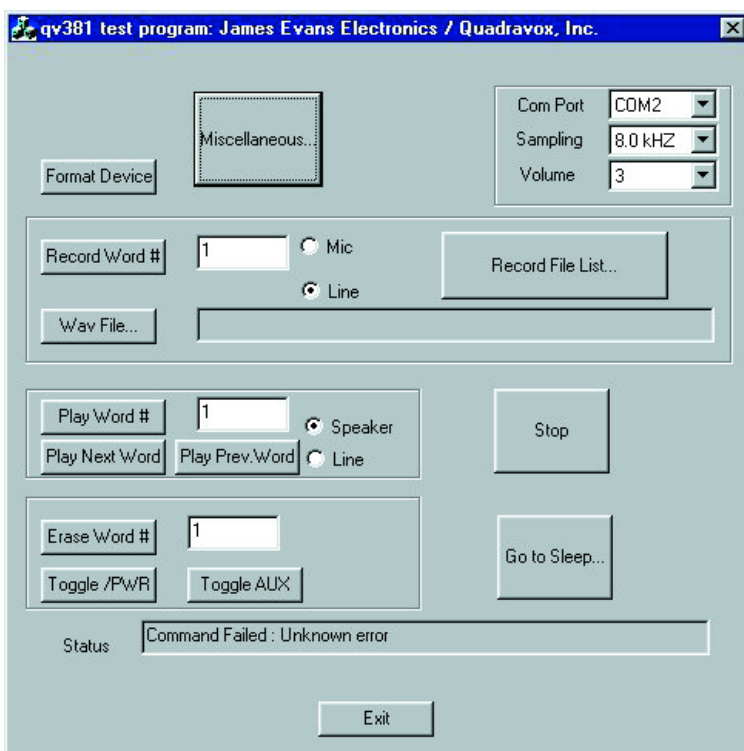 qv381 test program: James Evans Electronics / Quadravox, Inc.
Miscellaneous...
Com Port COM2
Sampling 8.0 kHZ
Volume 3
Format Device
Record Word # 1 Mic
Line
Record File List...
Wav File...
Play Word # 1 Speaker
Play Next Word Play Prev.Word Line
Stop
Erase Word # 1
Toggle /PWR Toggle AUX
Go to Sleep...
Status Command Failed : Unknown error
Exit